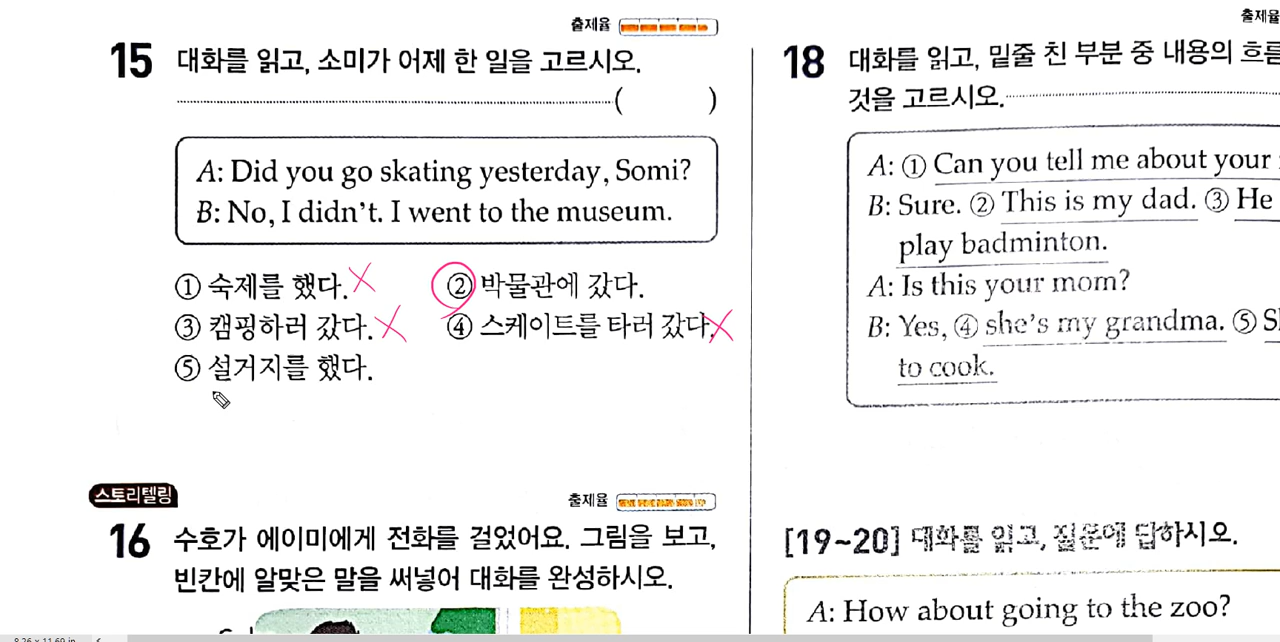 출제율
15 대화를 읽고, 소미가 어제 한 일을 고르시오.
( )
A: Did you go skating yesterday, Somi?
B: No, I didn't. I went to the museum.
① 숙제를 했다. ② 박물관에 갔다.
③ 캠핑하러 갔다. ④ 스케이트를 타러 갔다.
⑤ 설거지를 했다.
스토리텔링
출제율
16 수호가 에이미에게 전화를 걸었어요. 그림을 보고,
빈칸에 알맞은 말을 써넣어 대화를 완성하시오.
출제율
18 대화를 읽고, 밑줄 친 부분 중 내용의
것을 고르시오.
A: ① Can you tell me about your
B: Sure. ② This is my dad. ③ He
play badminton.
A: Is this your mom?
B: Yes, ④ she's my grandma. ⑤
to cook.
[19~20] 대화를 읽고, 질문에 답하시오.
A: How about going to the zoo?
8.26 x 11.69 in